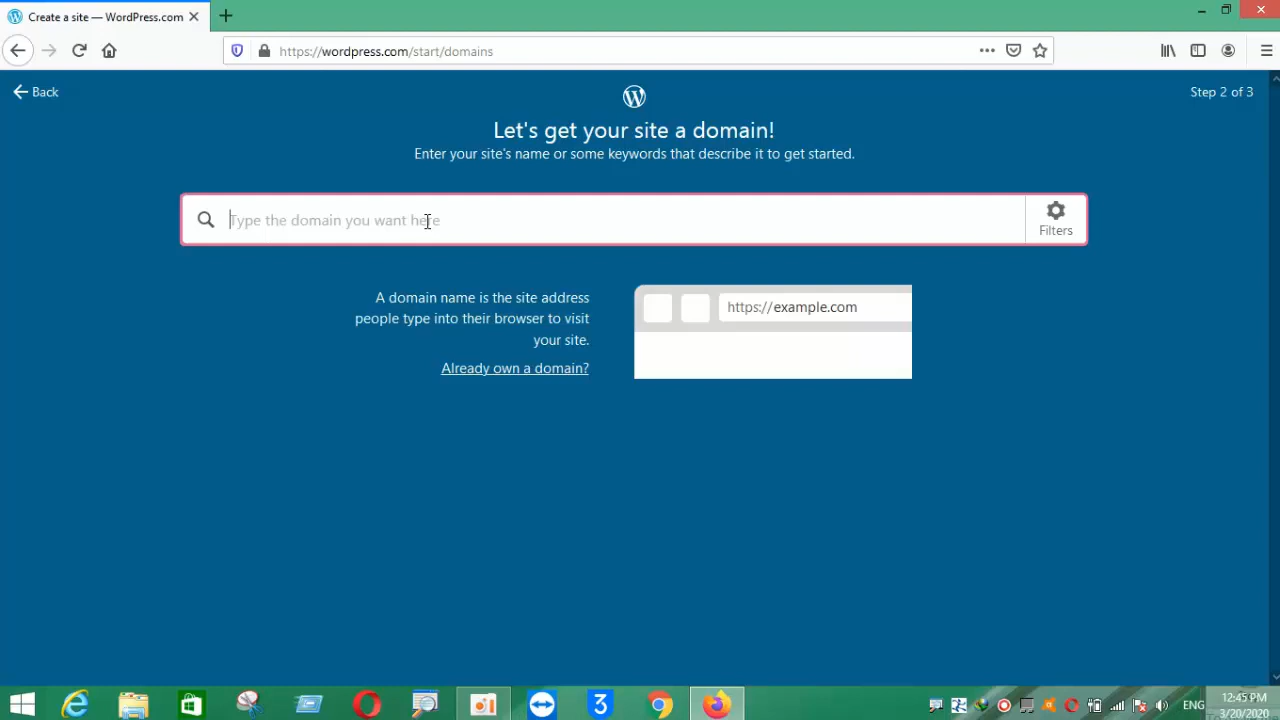 Create a site — WordPress.com
https://wordpress.com/start/domains
Back
Step 2 of 3
Let's get your site a domain!
Enter your site's name or some keywords that describe it to get started.
Type the domain you want here
Filters
A domain name is the site address
people type into their browser to visit
your site.
Already own a domain?
https://example.com
3
ENG
12:45 PM
3/20/2020